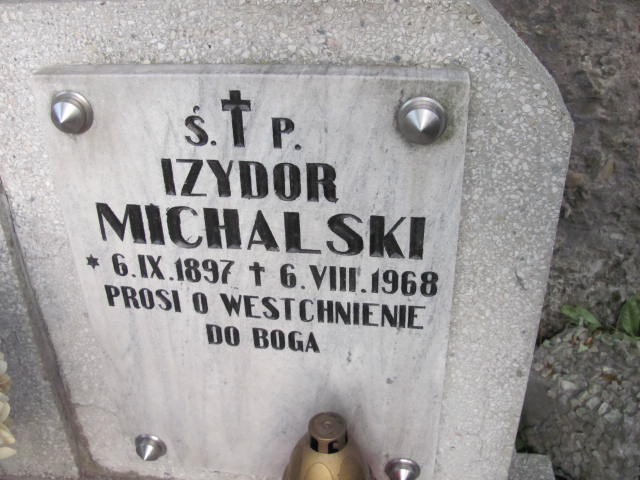 Ś. † P.
IZYDOR
MICHALSKI
* 6.IX.1897 † 6.VIII.1968
PROSI O WESTCHNIENIE
DO BOGA